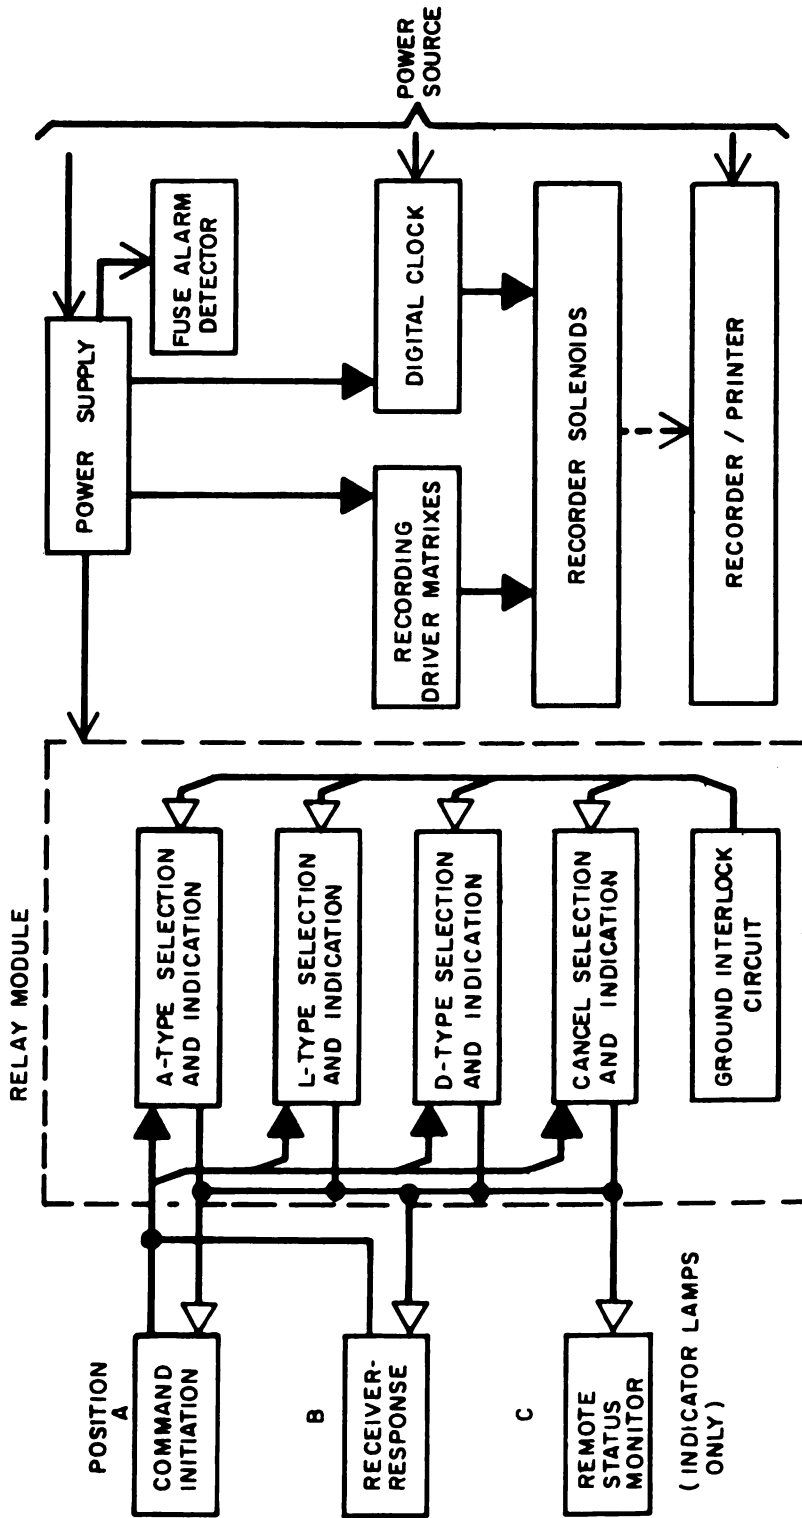 RELAY MODULE
POSITION
A
COMMAND
INITIATION
B
RECEIVER-
RESPONSE
C
REMOTE
STATUS
MONITOR
(INDICATOR LAMPS
ONLY)
A-TYPE SELECTION
AND INDICATION
L-TYPE SELECTION
AND INDICATION
D-TYPE SELECTION
AND INDICATION
CANCEL SELECTION
AND INDICATION
GROUND INTERLOCK
CIRCUIT
POWER SUPPLY
FUSE ALARM
DETECTOR
RECORDING
DRIVER MATRIXES
DIGITAL CLOCK
RECORDER SOLENOIDS
RECORDER / PRINTER
POWER
SOURCE